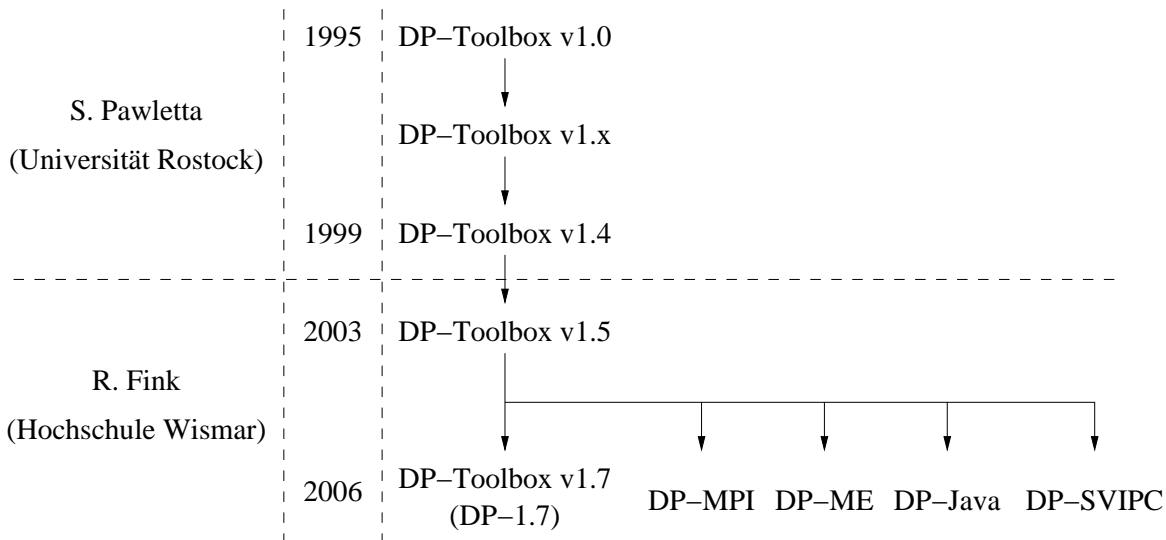 1995 DP–Toolbox v1.0
S. Pawletta
(Universität Rostock)
DP–Toolbox v1.x
1999 DP–Toolbox v1.4
2003 DP–Toolbox v1.5
R. Fink
(Hochschule Wismar)
2006 DP–Toolbox v1.7
(DP–1.7)
DP–MPI DP–ME DP–Java DP–SVIPC